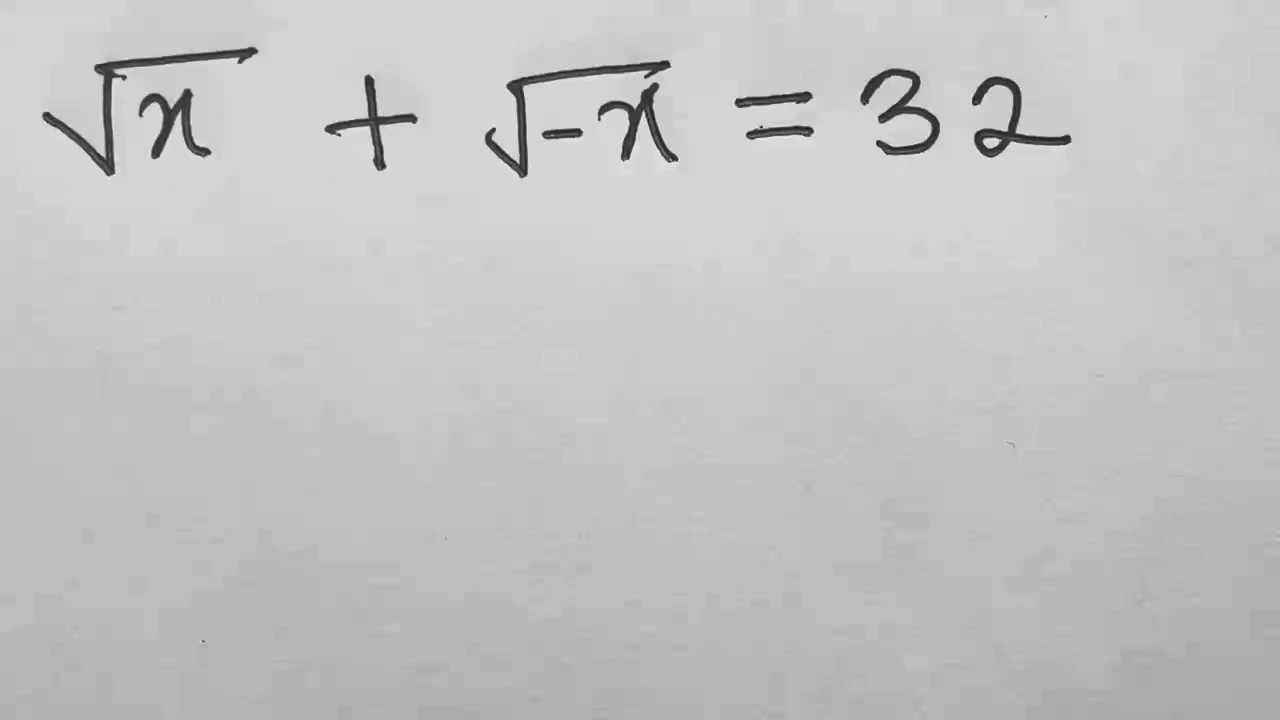 √x + √-x = 32